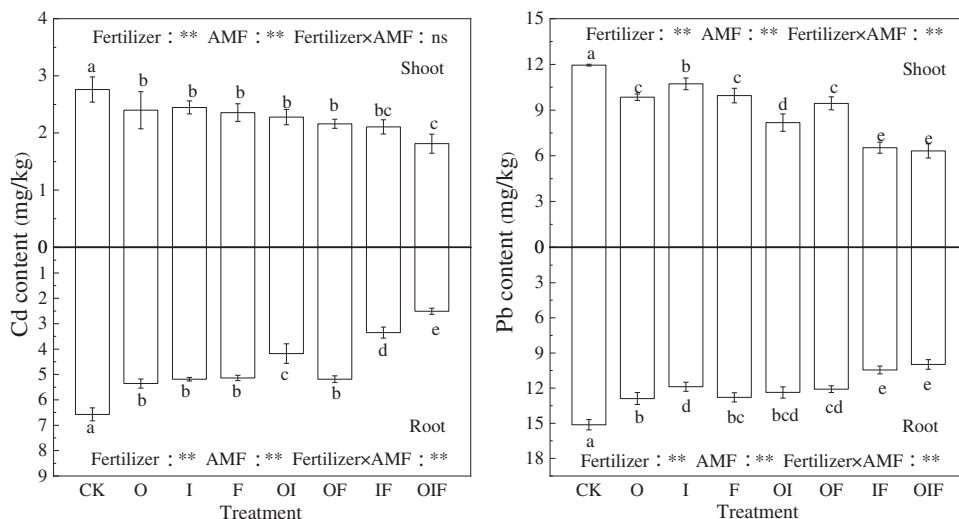 4
3
2
1
0
1
2
3
4
5
6
7
8
9
Cd content (mg/kg)
Fertilizer : ** AMF : ** Fertilizer×AMF : ns
Shoot
a b b b b b bc c
a b b b c b d e
Root
Fertilizer : ** AMF : ** Fertilizer×AMF : **
CK O I F OI OF IF OIF
Treatment
15
12
9
6
3
0
3
6
9
12
15
18
Pb content (mg/kg)
Fertilizer : ** AMF : ** Fertilizer×AMF : **
Shoot
a c b c d c e e
a b d bc bcd cd e e
Root
Fertilizer : ** AMF : ** Fertilizer×AMF : **
CK O I F OI OF IF OIF
Treatment